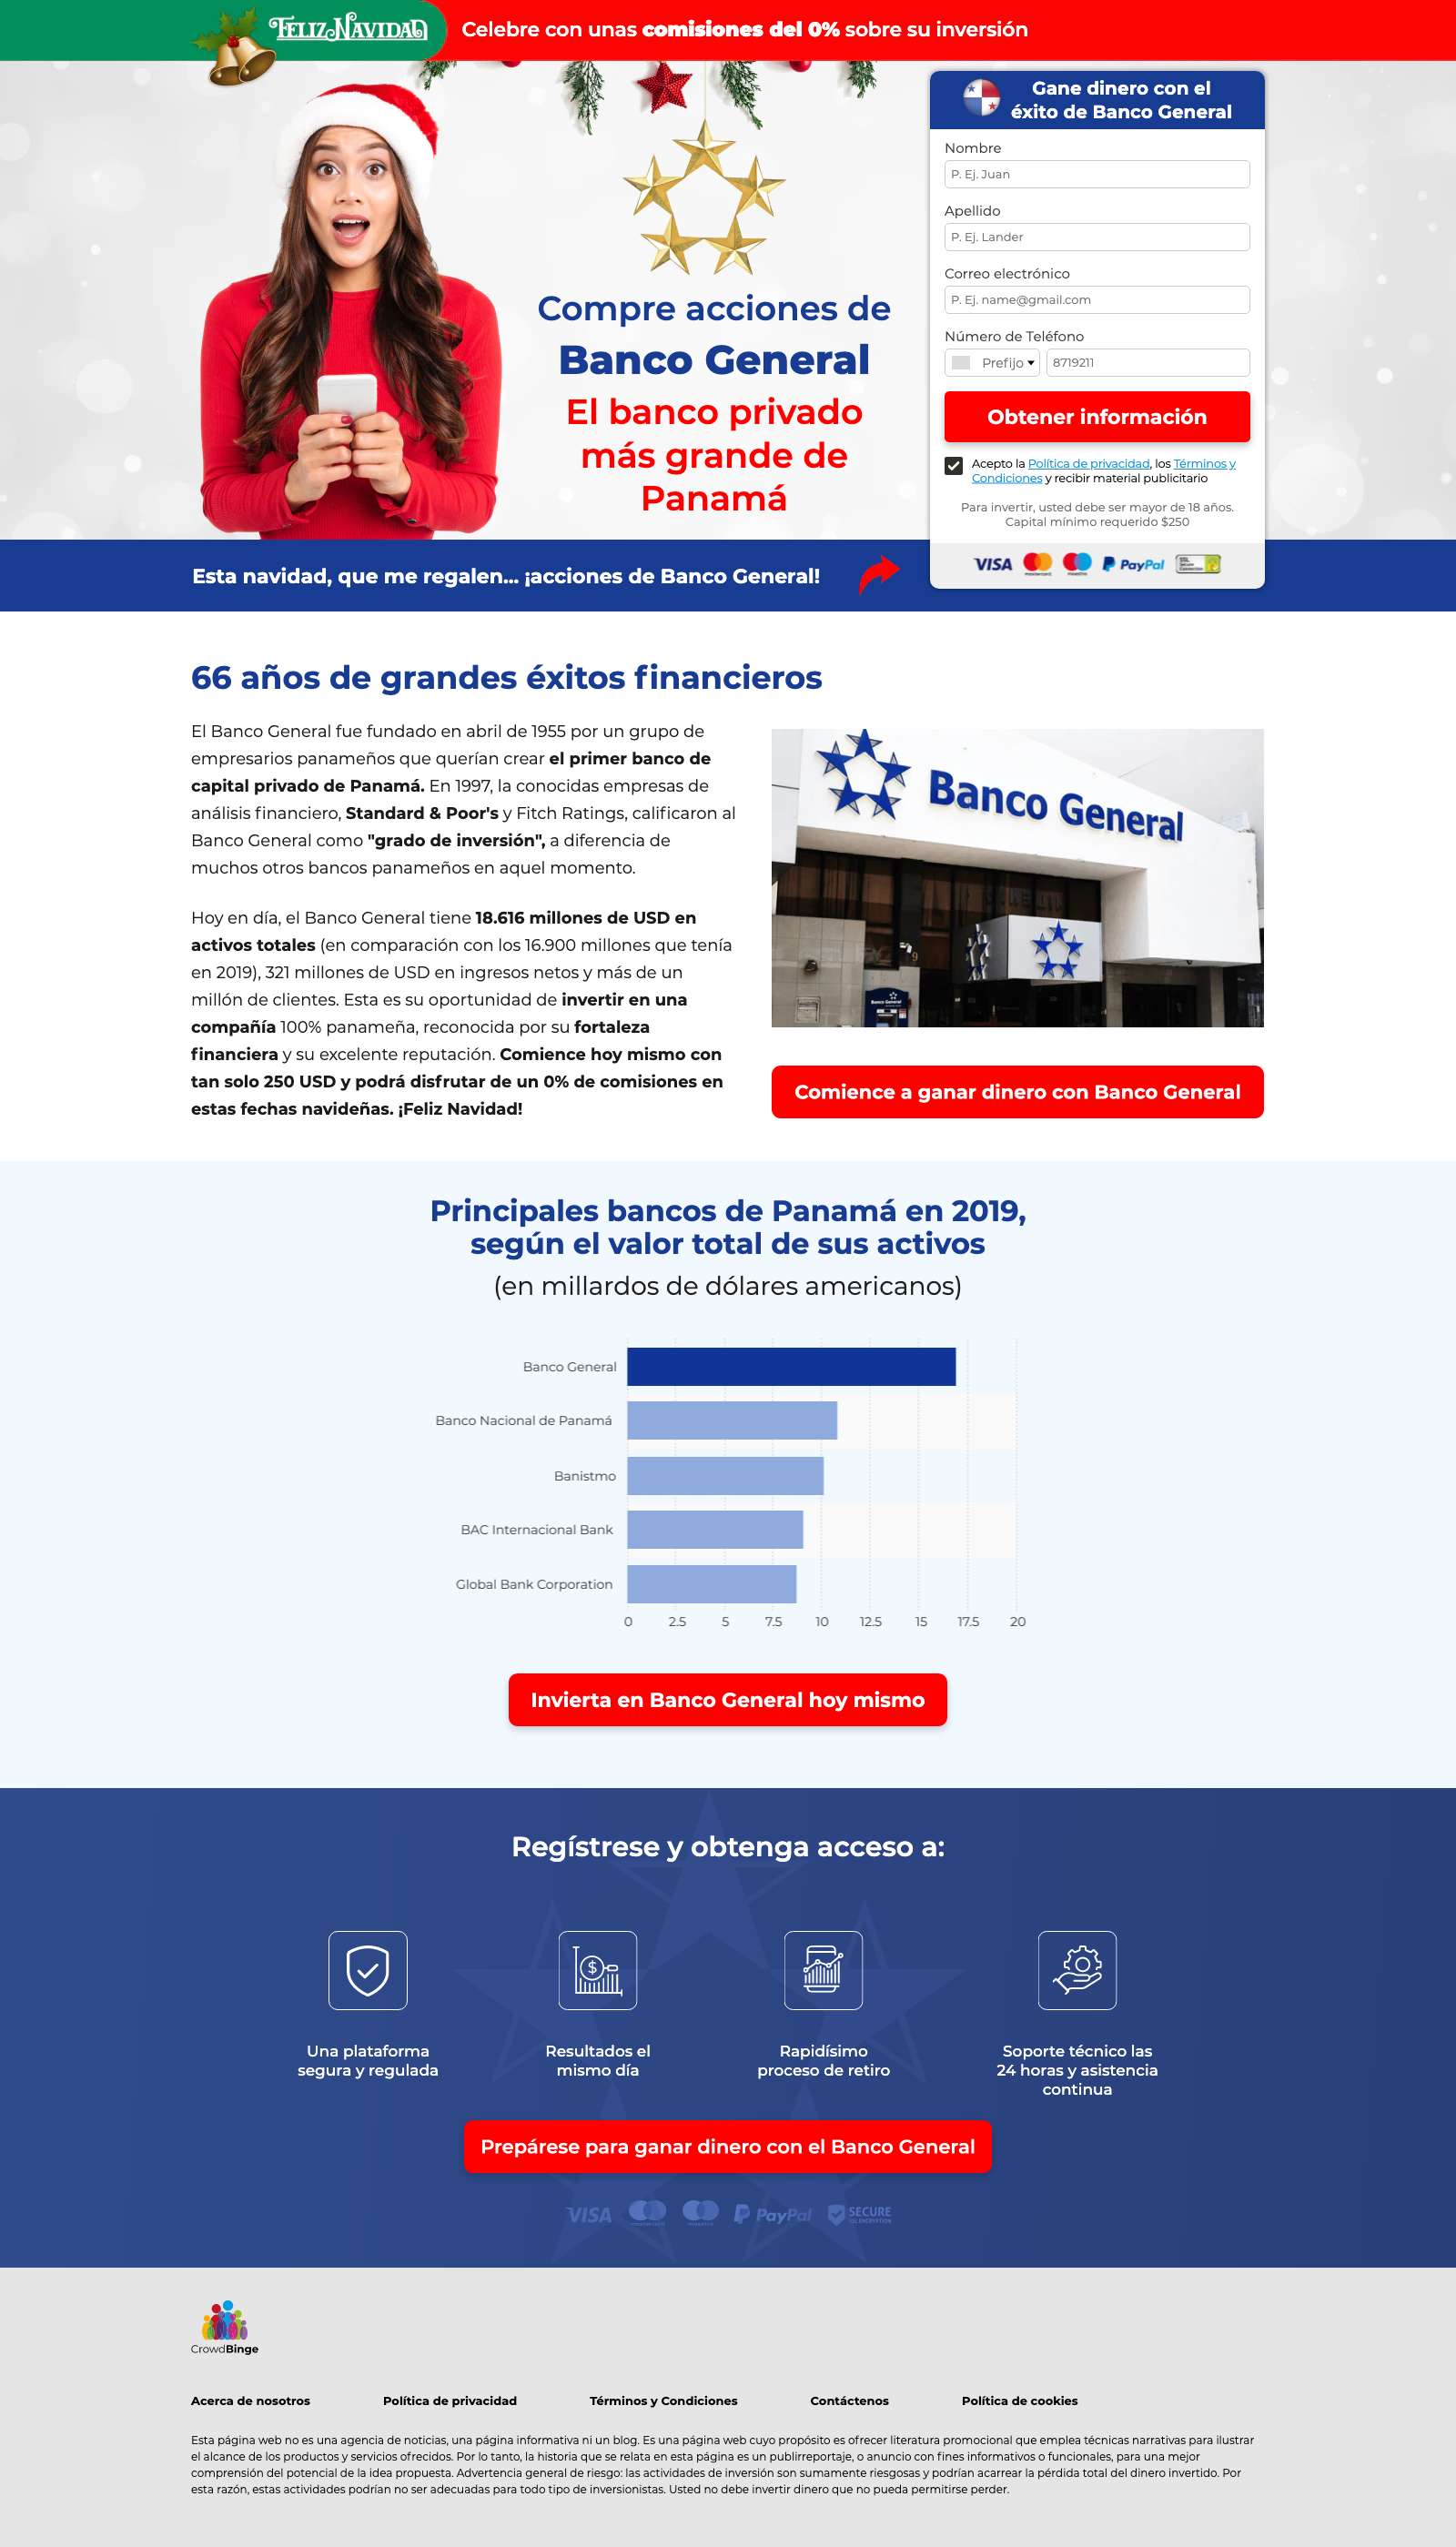 FELIZ NAVIDAD
Celebre con unas comisiones del 0% sobre su inversión
Gane dinero con el
éxito de Banco General
Nombre
P. Ej. Juan
Apellido
P. Ej. Lander
Correo electrónico
P. Ej. name@gmail.com
Número de Teléfono
Prefijo 8719211
Obtener información
Acepto la Política de privacidad, los Términos y
Condiciones y recibir material publicitario
Para invertir, usted debe ser mayor de 18 años.
Capital mínimo requerido $250
VISA mastercard maestro PayPal
Compre acciones de
Banco General
El banco privado
más grande de
Panamá
Esta navidad, que me regalen... ¡acciones de Banco General!
66 años de grandes éxitos financieros
El Banco General fue fundado en abril de 1955 por un grupo de
empresarios panameños que querían crear el primer banco de
capital privado de Panamá. En 1997, la conocidas empresas de
análisis financiero, Standard & Poor's y Fitch Ratings, calificaron al
Banco General como "grado de inversión", a diferencia de
muchos otros bancos panameños en aquel momento.
Hoy en día, el Banco General tiene 18.616 millones de USD en
activos totales (en comparación con los 16.900 millones que tenía
en 2019), 321 millones de USD en ingresos netos y más de un
millón de clientes. Esta es su oportunidad de invertir en una
compañía 100% panameña, reconocida por su fortaleza
financiera y su excelente reputación. Comience hoy mismo con
tan solo 250 USD y podrá disfrutar de un 0% de comisiones en
estas fechas navideñas. ¡Feliz Navidad!
Banco General
Banco General
Comience a ganar dinero con Banco General
Principales bancos de Panamá en 2019,
según el valor total de sus activos
(en millardos de dólares americanos)
Banco General
Banco Nacional de Panamá
Banistmo
BAC Internacional Bank
Global Bank Corporation
0 2.5 5 7.5 10 12.5 15 17.5 20
Invierta en Banco General hoy mismo
Regístrese y obtenga acceso a:
Una plataforma
segura y regulada
Resultados el
mismo día
Rapidísimo
proceso de retiro
Soporte técnico las
24 horas y asistencia
continua
Prepárese para ganar dinero con el Banco General
VISA PayPal SECURE
CrowdBinge
Acerca de nosotros Política de privacidad Términos y Condiciones Contáctenos Política de cookies
Esta página web no es una agencia de noticias, una página informativa ni un blog. Es una página web cuyo propósito es ofrecer literatura promocional que emplea técnicas narrativas para ilustrar
el alcance de los productos y servicios ofrecidos. Por lo tanto, la historia que se relata en esta página es un publirreportaje, o anuncio con fines informativos o funcionales, para una mejor
comprensión del potencial de la idea propuesta. Advertencia general de riesgo: las actividades de inversión son sumamente riesgosas y podrían acarrear la pérdida total del dinero invertido. Por
esta razón, estas actividades podrían no ser adecuadas para todo tipo de inversionistas. Usted no debe invertir dinero que no pueda permitirse perder.